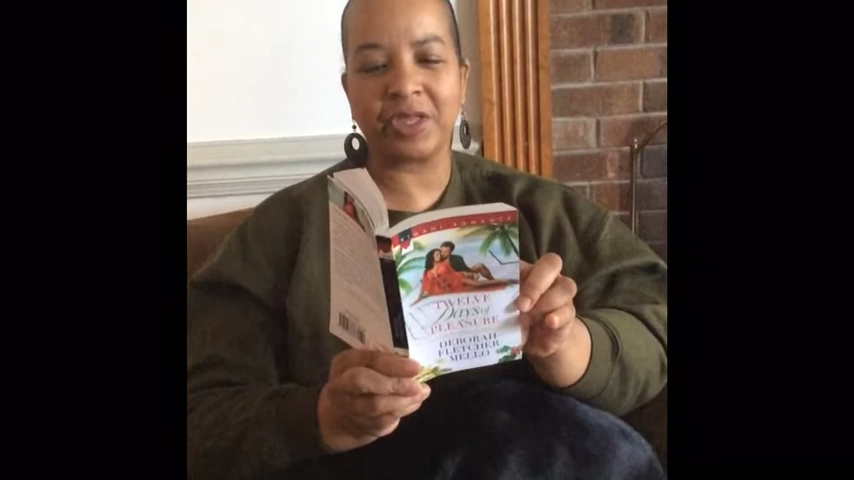 KIMANI ROMANCE
TWELVE
Days of
PLEASURE
DEBORAH
FLETCHER
MELLO